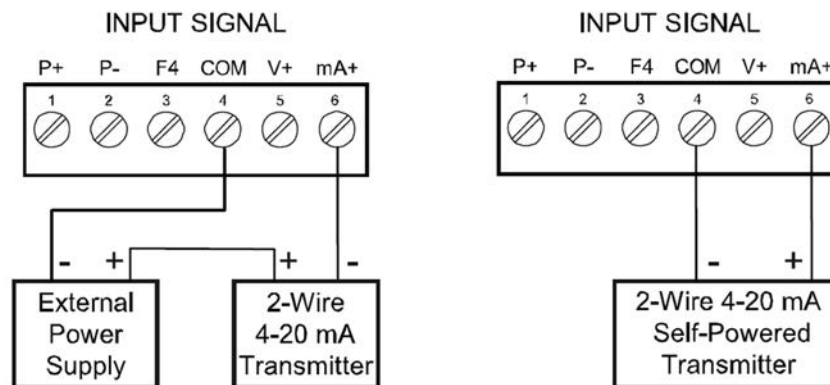 INPUT SIGNAL
P+ P- F4 COM V+ mA+
1 2 3 4 5 6
- + + -
External
Power
Supply
2-Wire
4-20 mA
Transmitter
INPUT SIGNAL
P+ P- F4 COM V+ mA+
1 2 3 4 5 6
- +
2-Wire 4-20 mA
Self-Powered
Transmitter